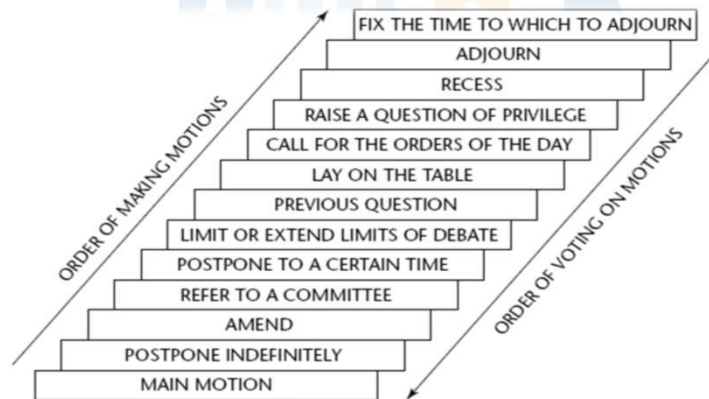 FIX THE TIME TO WHICH TO ADJOURN
ADJOURN
RECESS
RAISE A QUESTION OF PRIVILEGE
CALL FOR THE ORDERS OF THE DAY
LAY ON THE TABLE
PREVIOUS QUESTION
LIMIT OR EXTEND LIMITS OF DEBATE
POSTPONE TO A CERTAIN TIME
REFER TO A COMMITTEE
AMEND
POSTPONE INDEFINITELY
MAIN MOTION
ORDER OF MAKING MOTIONS
ORDER OF VOTING ON MOTIONS